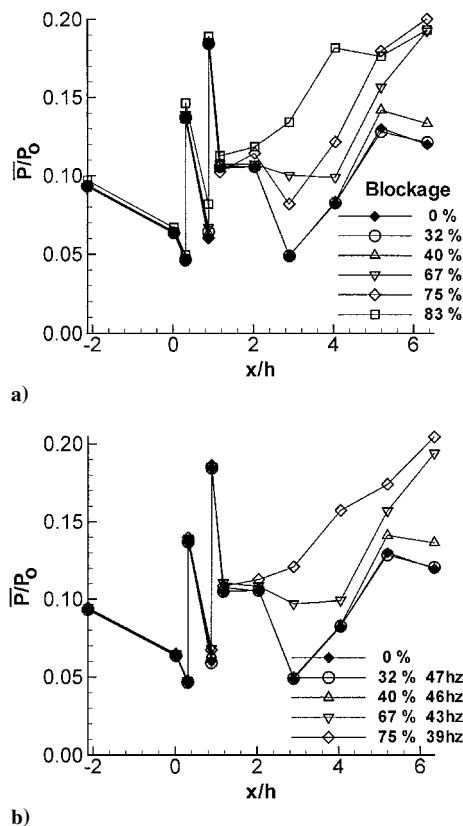 0.20
0.15
0.10
0.05
0.00
P̅/Pₒ
Blockage
0 %
32 %
40 %
67 %
75 %
83 %
-2 0 2 4 6
x/h
a)
0.20
0.15
0.10
0.05
0.00
P̅/Pₒ
0 %
32 % 47hz
40 % 46hz
67 % 43hz
75 % 39hz
-2 0 2 4 6
x/h
b)